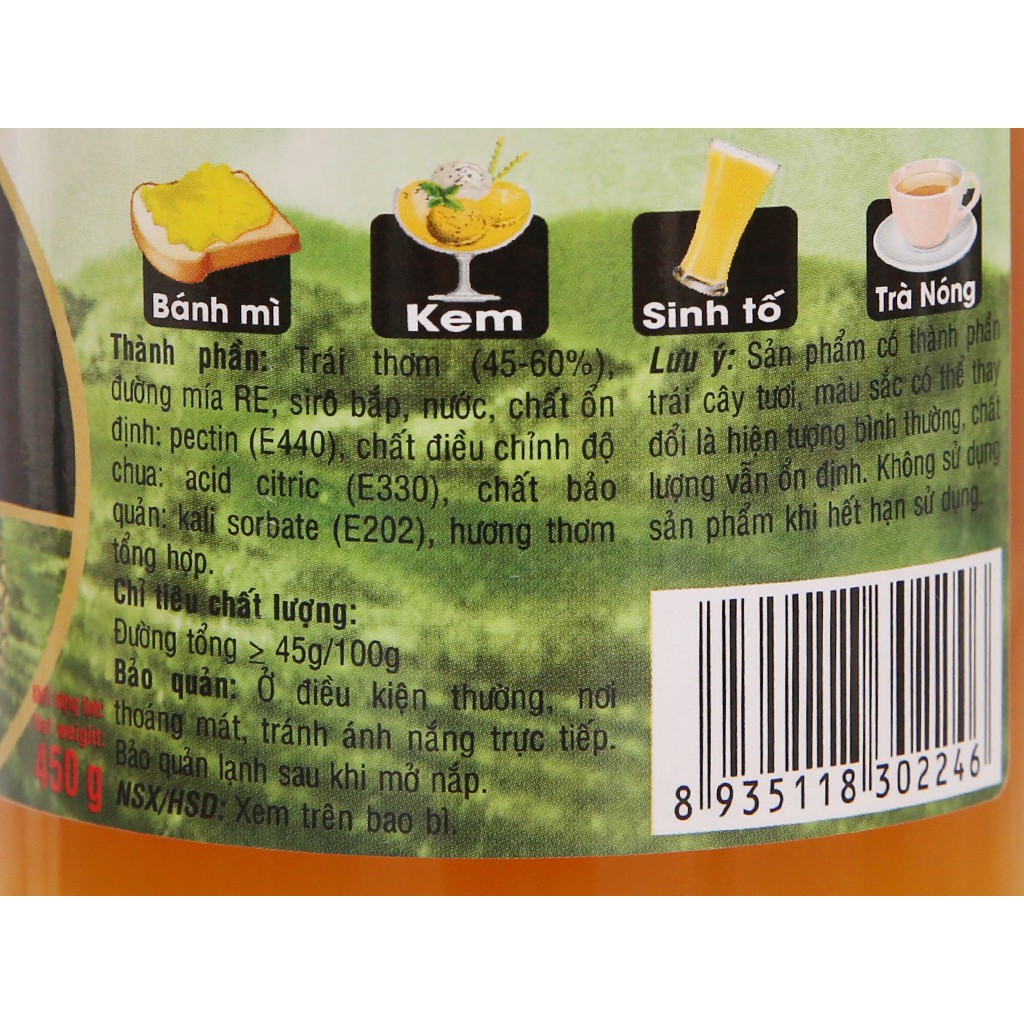 Bánh mì
Kem
Sinh tố
Trà Nóng
Thành phần: Trái thơm (45-60%),
đường mía RE, sirô bắp, nước, chất ổn
định: pectin (E440), chất điều chỉnh độ
chua: acid citric (E330), chất bảo
quản: kali sorbate (E202), hương thơm
tổng hợp.
Chỉ tiêu chất lượng:
Đường tổng ≥ 45g/100g
Bảo quản: Ở điều kiện thường, nơi
thoáng mát, tránh ánh nắng trực tiếp.
Bảo quản lạnh sau khi mở nắp.
NSX/HSD: Xem trên bao bì.
Lưu ý: Sản phẩm có thành phần
trái cây tươi, màu sắc có thể thay
đổi là hiện tượng bình thường, chất
lượng vẫn ổn định. Không sử dụng
sản phẩm khi hết hạn sử dụng.
Khối lượng tịnh:
Net weight:
450 g
8 935118 302246